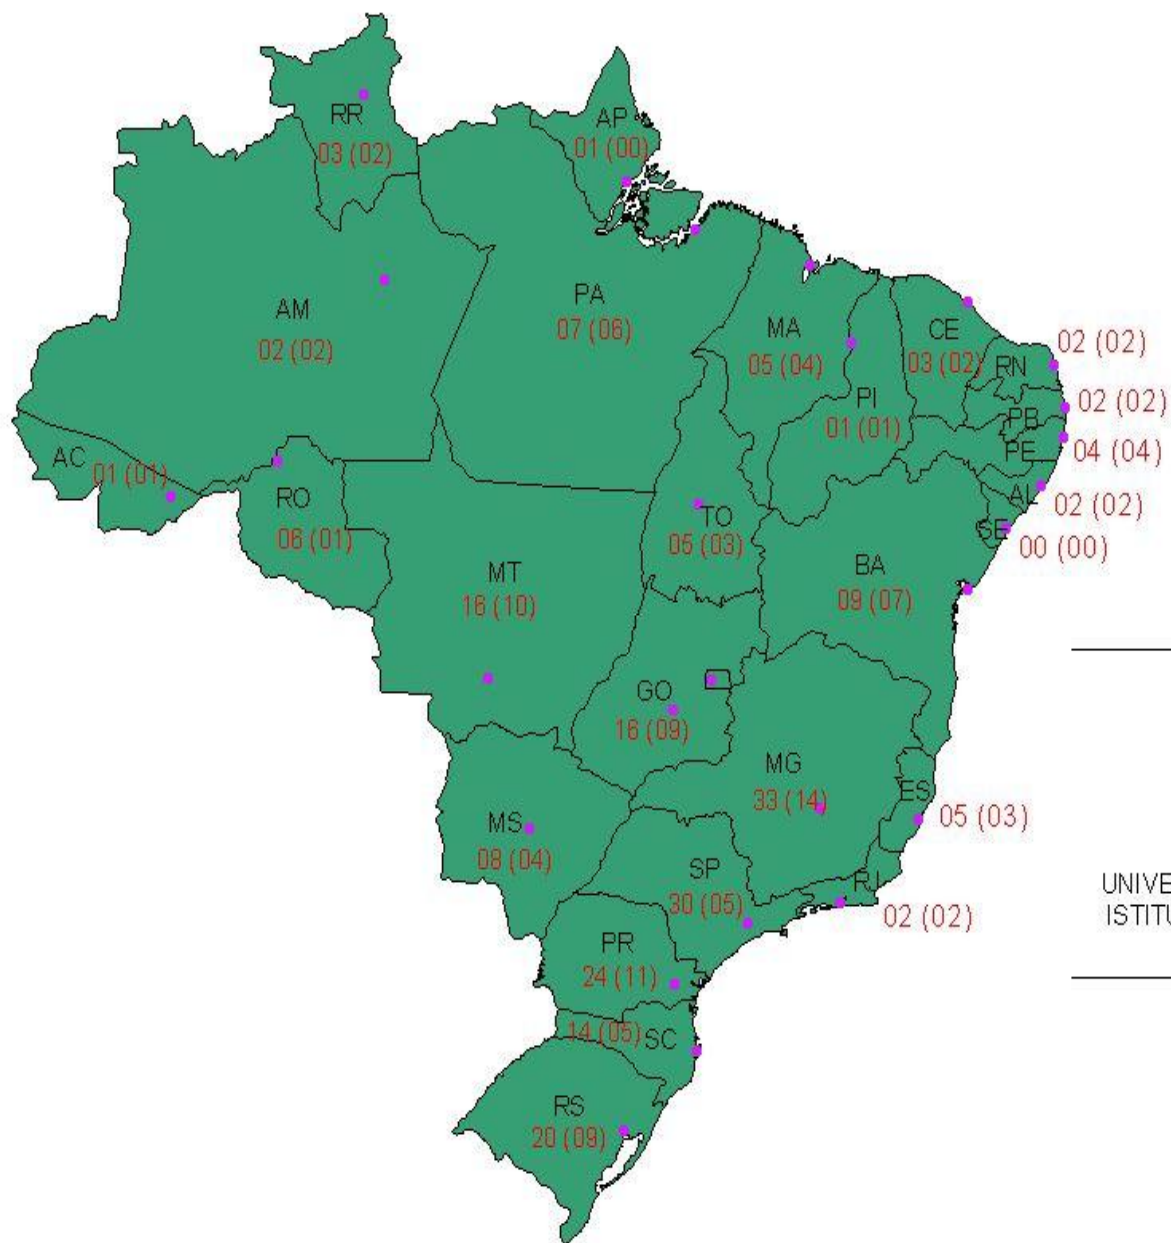 RR
03 (02)
AP
01 (00)
AM
02 (02)
PA
07 (06)
MA
05 (04)
CE
03 (02)
02 (02)
RN
PI
01 (01)
02 (02)
PB
04 (04)
PE
AC
01 (01)
RO
06 (01)
AL
02 (02)
TO
05 (03)
SE
00 (00)
MT
16 (10)
BA
09 (07)
GO
16 (09)
MG
33 (14)
ES
05 (03)
MS
08 (04)
SP
30 (05)
RJ
02 (02)
UNIVE
ISTITU
PR
24 (11)
14 (05)
SC
RS
20 (09)